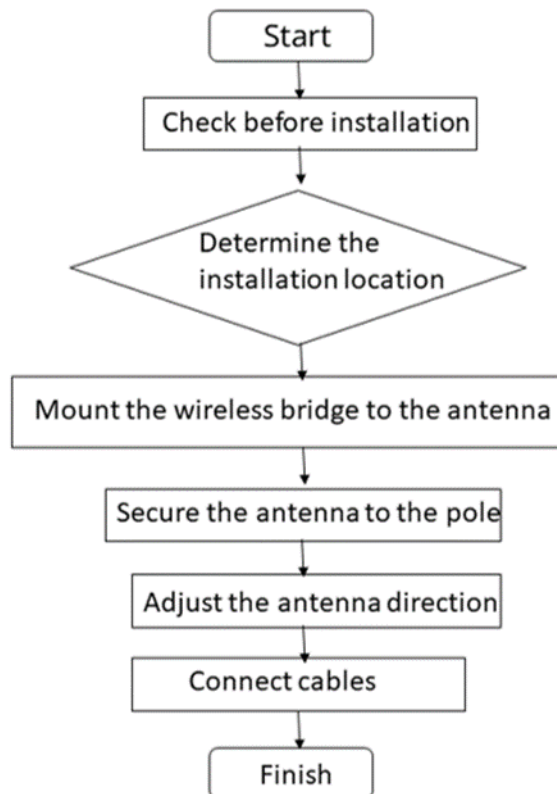 Start
Check before installation
Determine the
installation location
Mount the wireless bridge to the antenna
Secure the antenna to the pole
Adjust the antenna direction
Connect cables
Finish